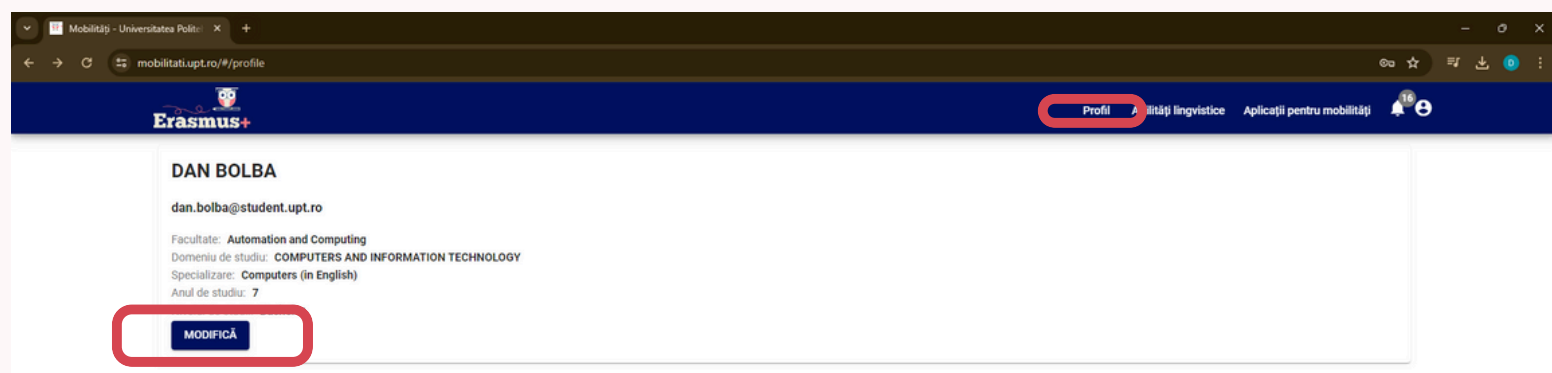 Mobilități - Universitatea Polite
mobilitati.upt.ro/#/profile
Erasmus+
Profil
lități lingvistice
Aplicații pentru mobilități
16
DAN BOLBA
dan.bolba@student.upt.ro
Facultate: Automation and Computing
Domeniu de studiu: COMPUTERS AND INFORMATION TECHNOLOGY
Specializare: Computers (in English)
Anul de studiu: 7
MODIFICĂ